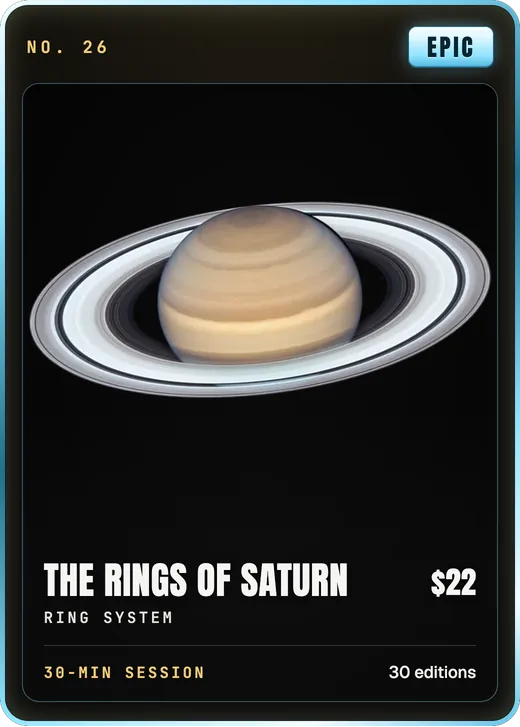 NO. 26
EPIC
THE RINGS OF SATURN
$22
RING SYSTEM
30-MIN SESSION
30 editions